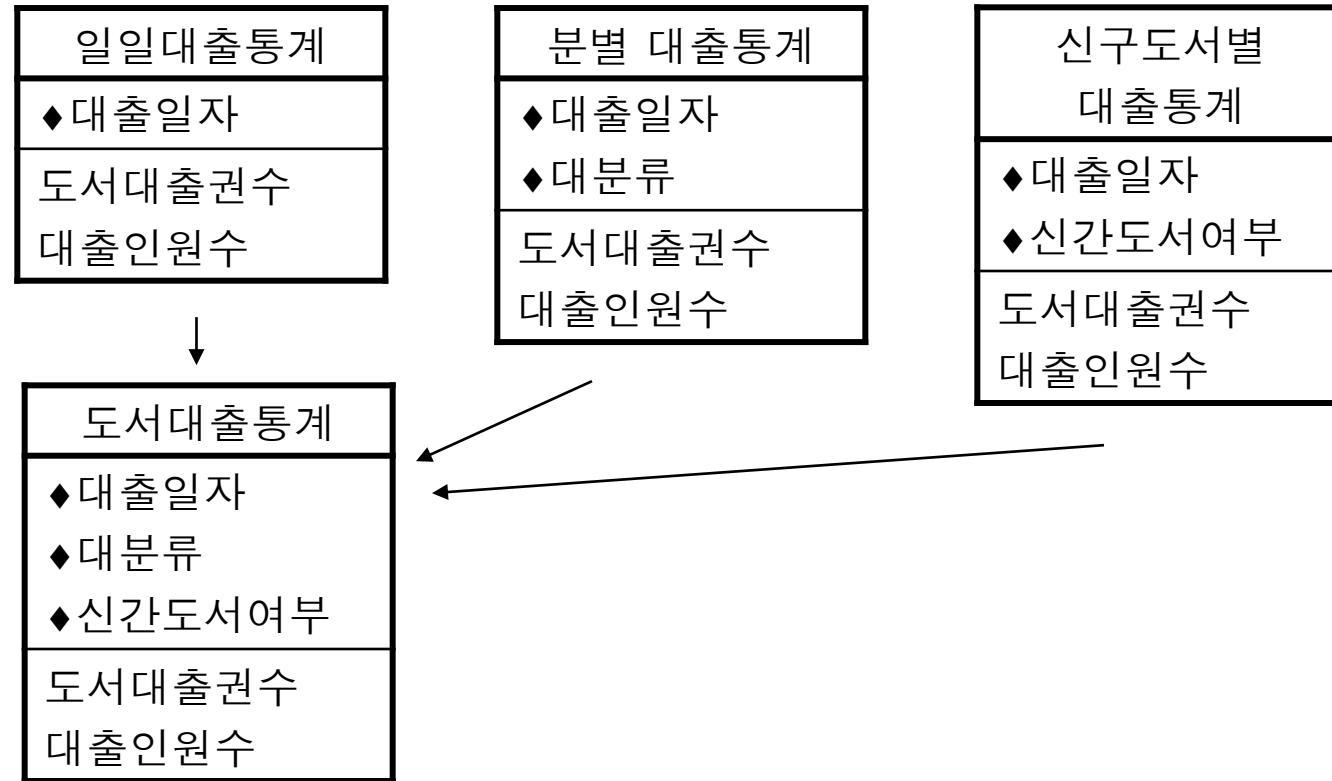 일일대출통계
♦대출일자
도서대출권수
대출인원수
분별 대출통계
♦대출일자
♦대분류
도서대출권수
대출인원수
신구도서별
대출통계
♦대출일자
♦신간도서여부
도서대출권수
대출인원수
도서대출통계
♦대출일자
♦대분류
♦신간도서여부
도서대출권수
대출인원수